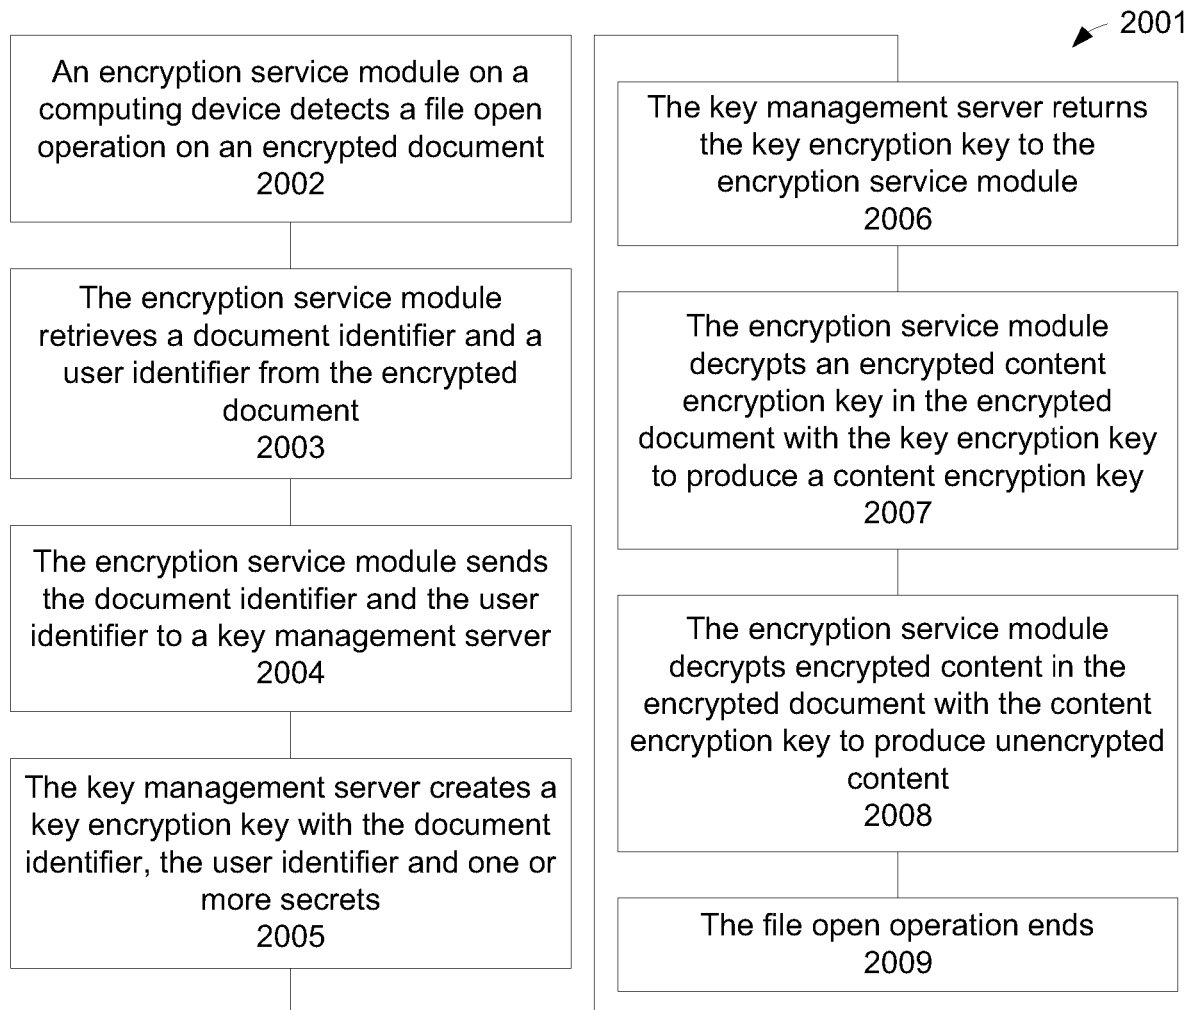 2001
An encryption service module on a
computing device detects a file open
operation on an encrypted document
2002
The encryption service module
retrieves a document identifier and a
user identifier from the encrypted
document
2003
The encryption service module sends
the document identifier and the user
identifier to a key management server
2004
The key management server creates a
key encryption key with the document
identifier, the user identifier and one or
more secrets
2005
The key management server returns
the key encryption key to the
encryption service module
2006
The encryption service module
decrypts an encrypted content
encryption key in the encrypted
document with the key encryption key
to produce a content encryption key
2007
The encryption service module
decrypts encrypted content in the
encrypted document with the content
encryption key to produce unencrypted
content
2008
The file open operation ends
2009